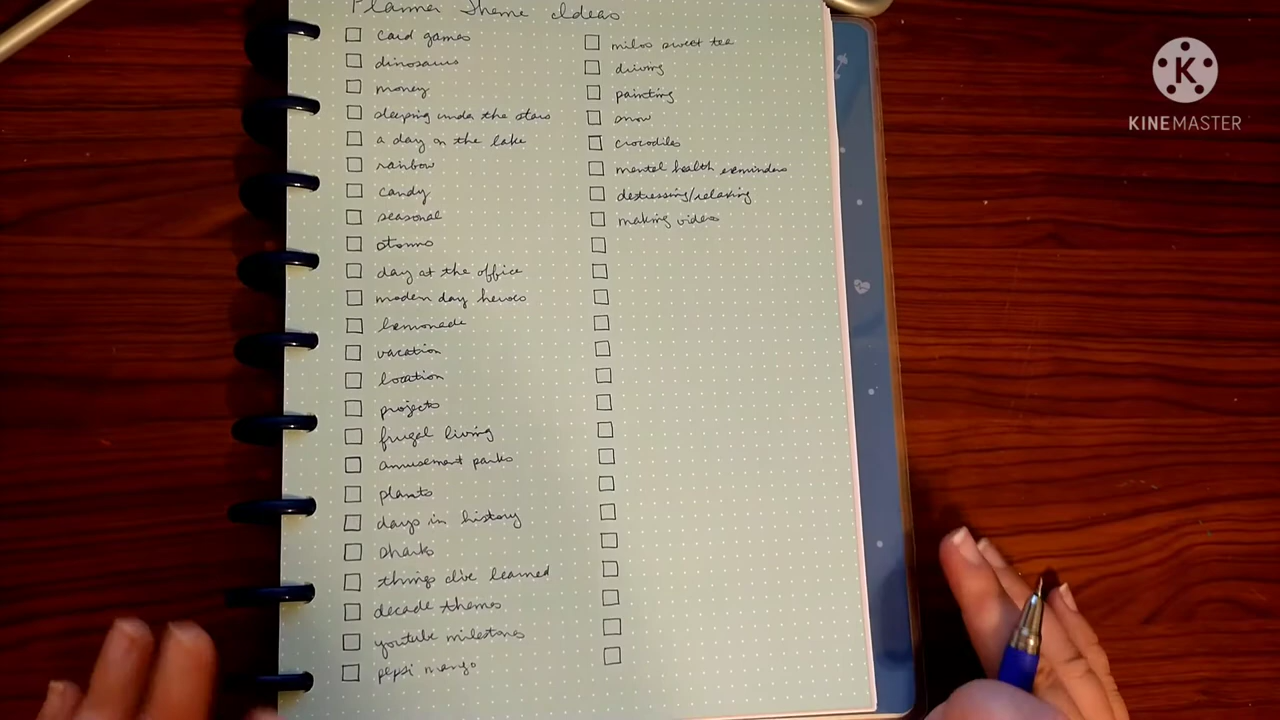 Planner Theme Ideas
card games
dinosaurs
money
sleeping under the stars
a day on the lake
rainbow
candy
seasonal
storms
day at the office
modern day heroes
lemonade
vacation
location
projects
frugal living
amusement parks
plants
days in history
sharks
things i've learned
decade themes
youtube milestones
pepsi mango
milos sweet tea
driving
painting
snow
crocodiles
mental health reminders
destressing/relaxing
making videos
K
KINEMASTER